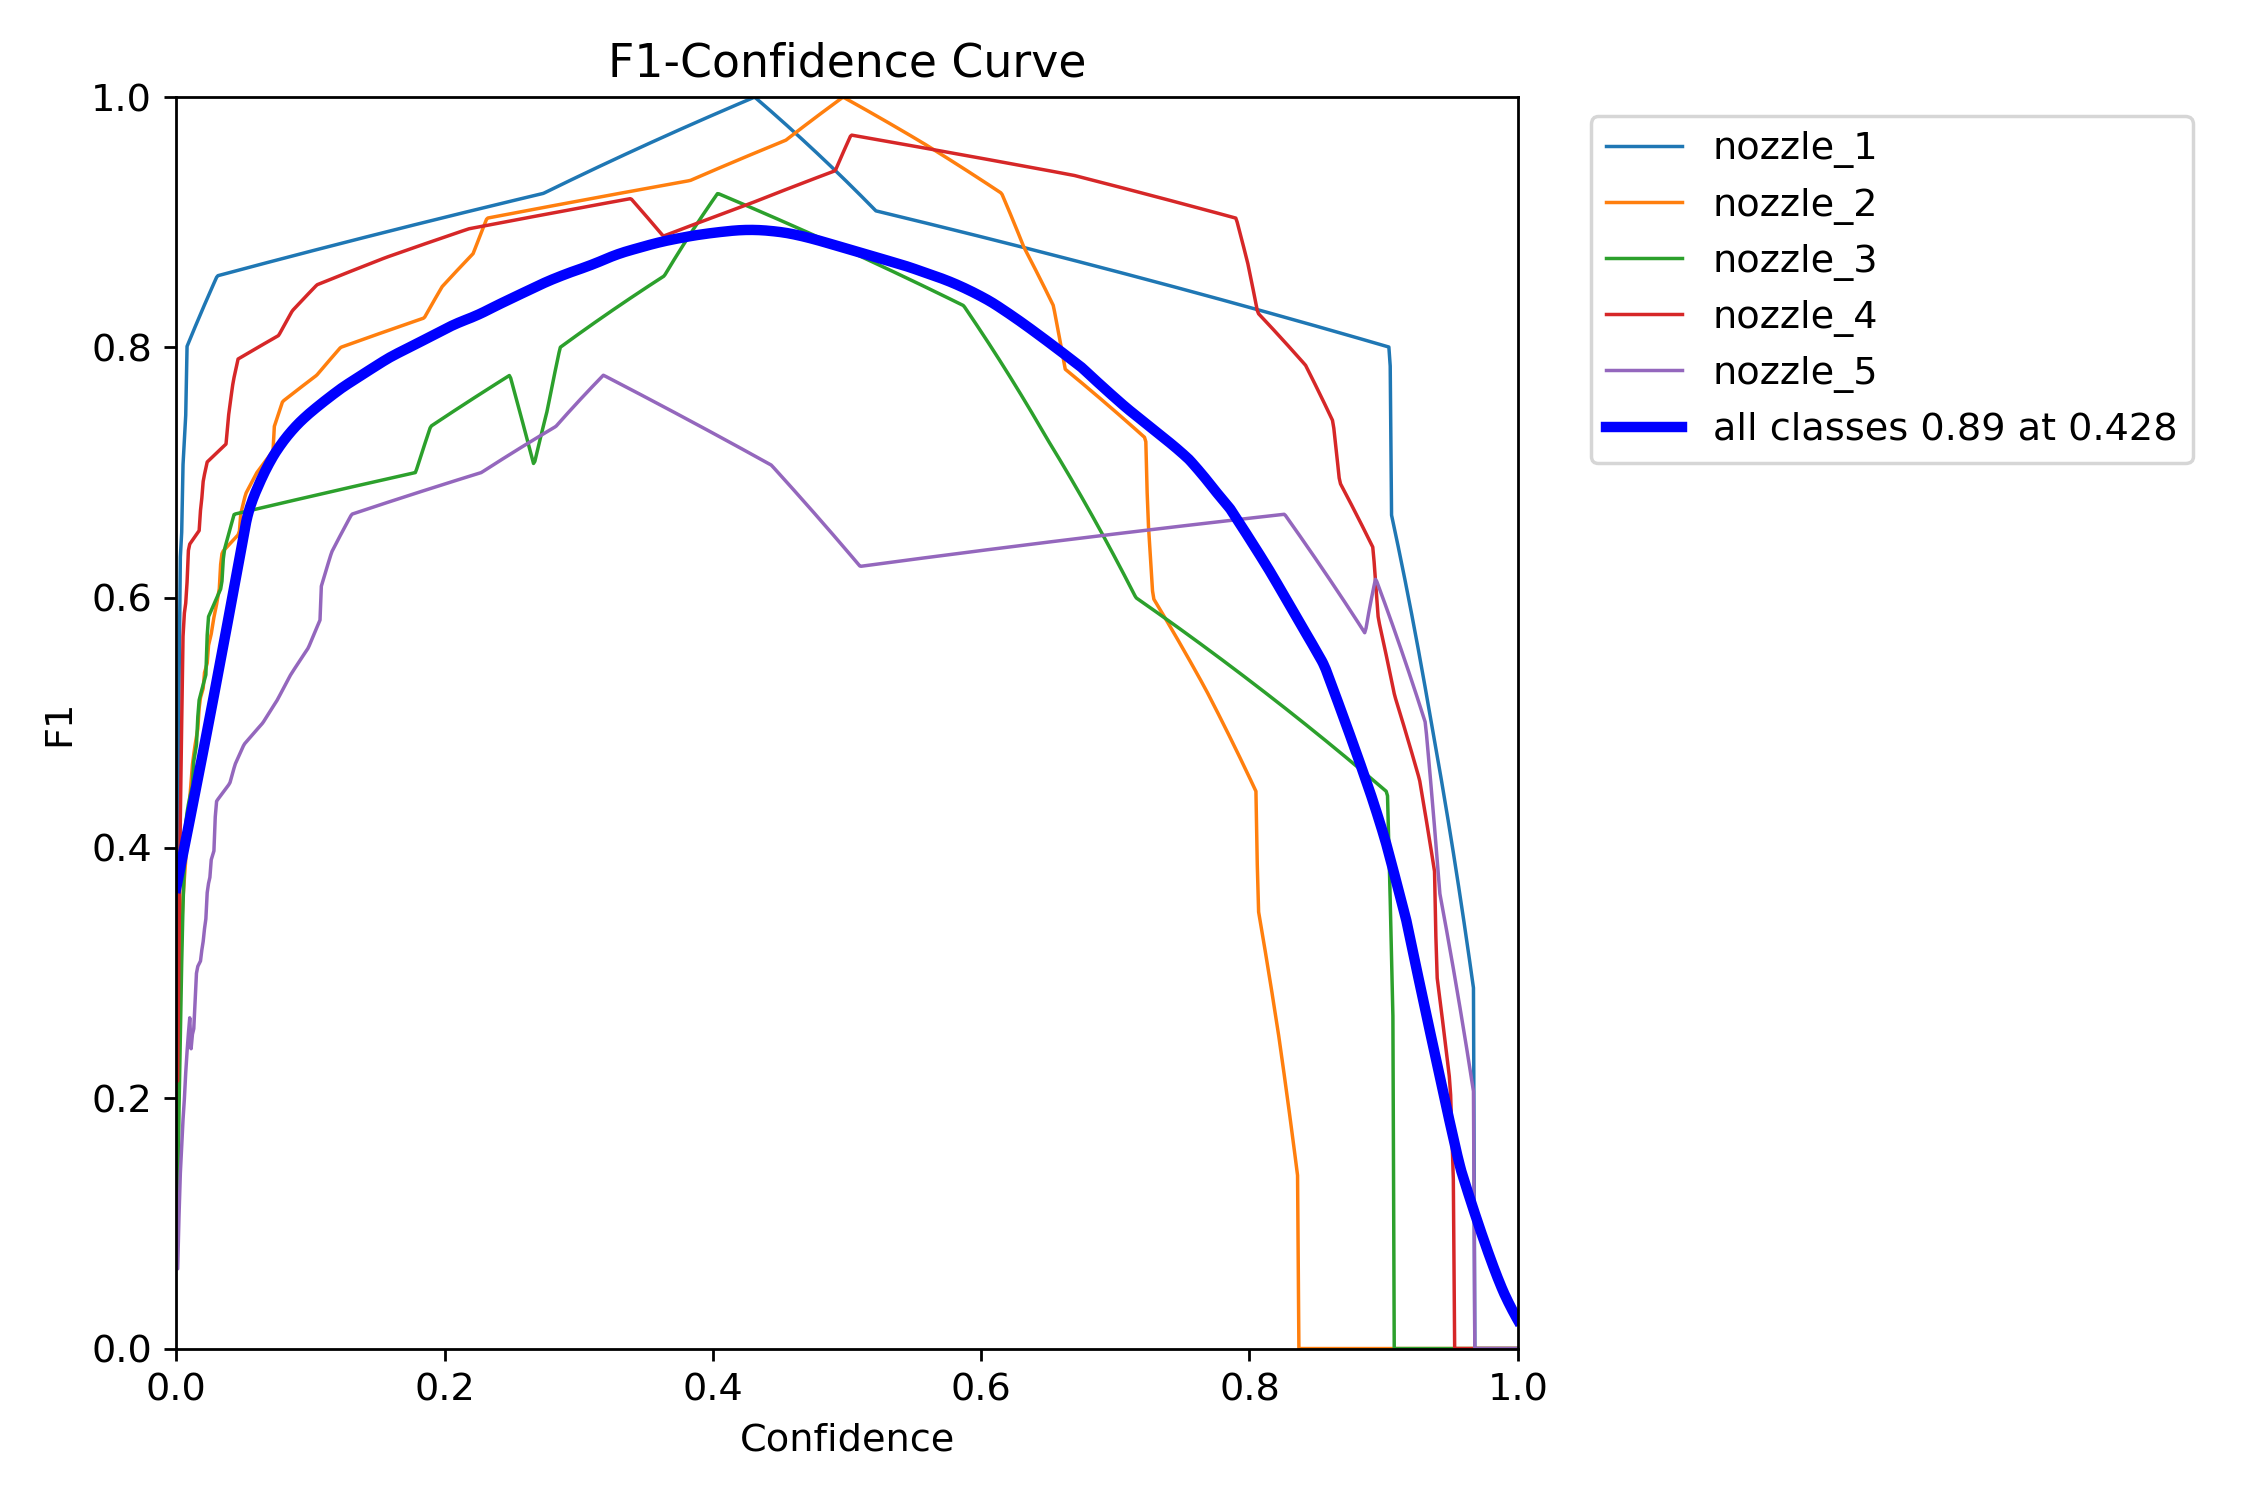 F1-Confidence Curve
1.0
0.8
0.6
0.4
0.2
0.0
F1
0.0 0.2 0.4 0.6 0.8 1.0
Confidence
nozzle_1
nozzle_2
nozzle_3
nozzle_4
nozzle_5
all classes 0.89 at 0.428